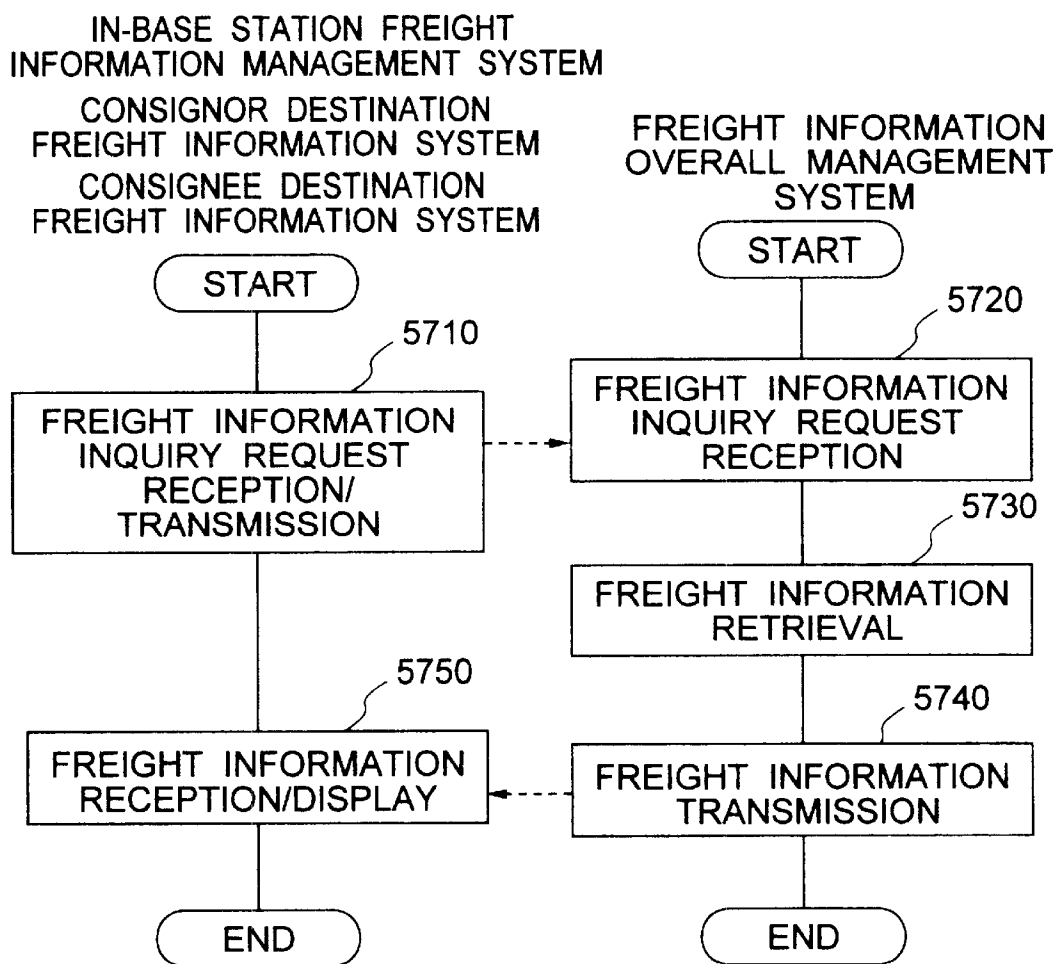 IN-BASE STATION FREIGHT
INFORMATION MANAGEMENT SYSTEM
CONSIGNOR DESTINATION
FREIGHT INFORMATION SYSTEM
CONSIGNEE DESTINATION
FREIGHT INFORMATION SYSTEM
START
5710
FREIGHT INFORMATION
INQUIRY REQUEST
RECEPTION/
TRANSMISSION
5750
FREIGHT INFORMATION
RECEPTION/DISPLAY
END
FREIGHT INFORMATION
OVERALL MANAGEMENT
SYSTEM
START
5720
FREIGHT INFORMATION
INQUIRY REQUEST
RECEPTION
5730
FREIGHT INFORMATION
RETRIEVAL
5740
FREIGHT INFORMATION
TRANSMISSION
END